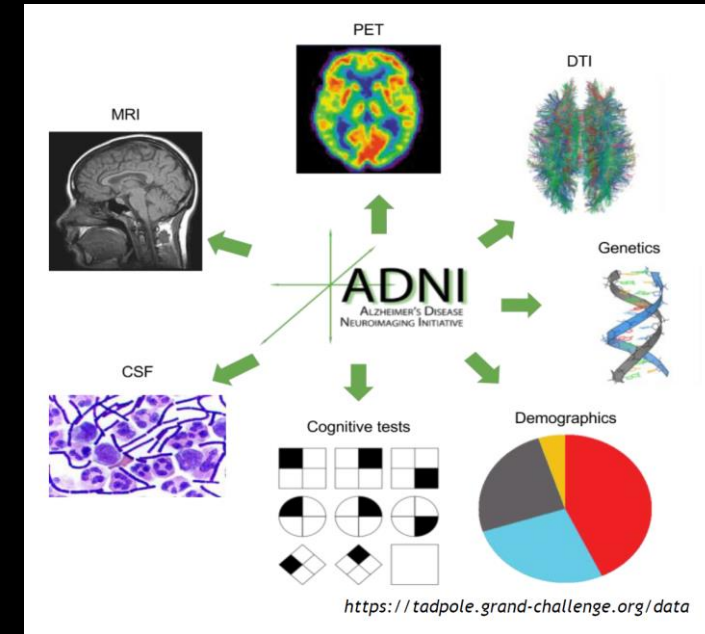 PET
DTI
MRI
Genetics
ADNI
ALZHEIMER'S DISEASE
NEUROIMAGING INITIATIVE
CSF
Cognitive tests
Demographics
https://tadpole.grand-challenge.org/data